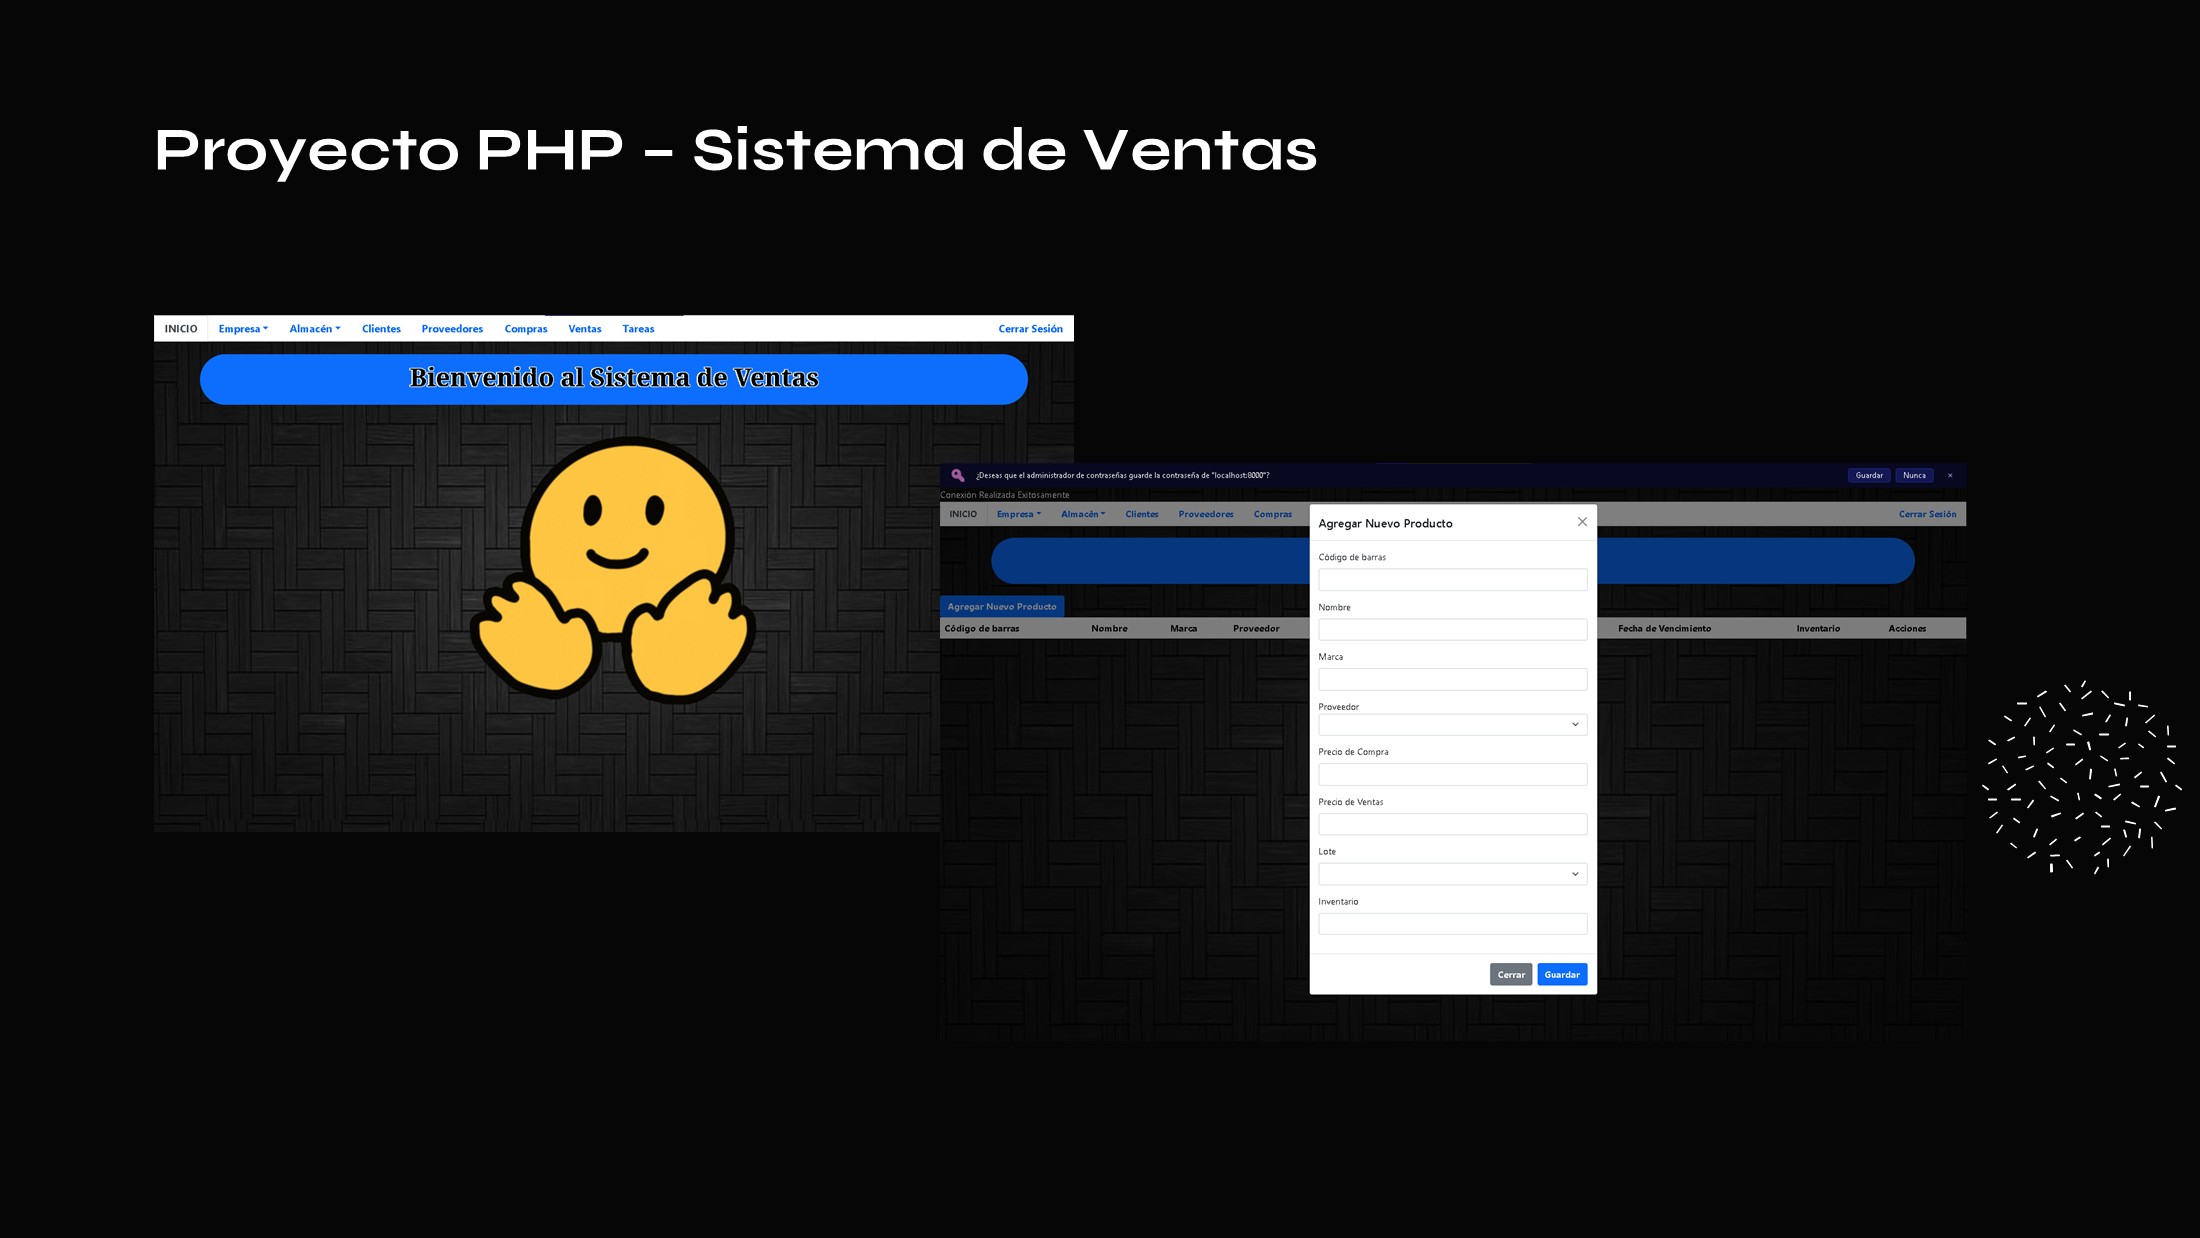 Proyecto PHP – Sistema de Ventas
INICIO Empresa Almacén Clientes Proveedores Compras Ventas Tareas Cerrar Sesión
Bienvenido al Sistema de Ventas
¿Deseas que el administrador de contraseñas guarde la contraseña de "localhost:8000"? Guardar Nunca
Conexión Realizada Exitosamente
INICIO Empresa Almacén Clientes Proveedores Compras Cerrar Sesión
Agregar Nuevo Producto
Código de barras Nombre Marca Proveedor Fecha de Vencimiento Inventario Acciones
Agregar Nuevo Producto
Código de barras
Nombre
Marca
Proveedor
Precio de Compra
Precio de Ventas
Lote
Inventario
Cerrar Guardar